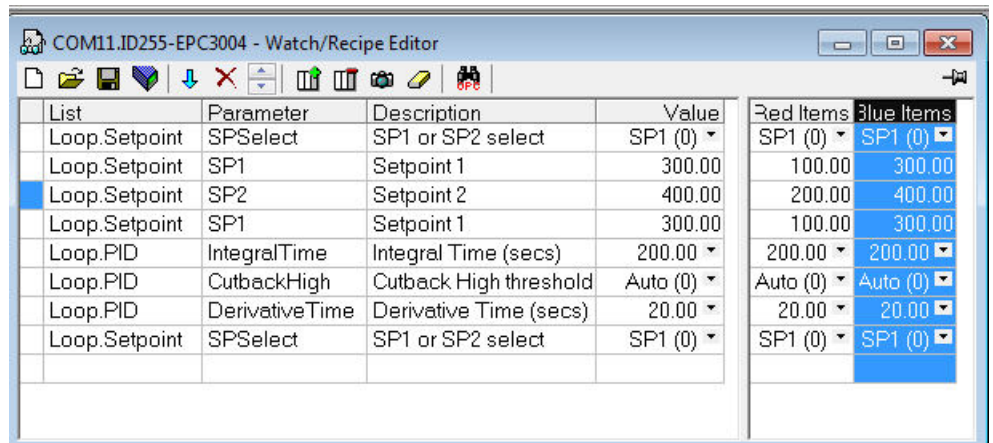 COM11.ID255-EPC3004 - Watch/Recipe Editor
OPC
List Parameter Description Value Red Items Blue Items
Loop.Setpoint SPSelect SP1 or SP2 select SP1 (0) SP1 (0) SP1 (0)
Loop.Setpoint SP1 Setpoint 1 300.00 100.00 300.00
Loop.Setpoint SP2 Setpoint 2 400.00 200.00 400.00
Loop.Setpoint SP1 Setpoint 1 300.00 100.00 300.00
Loop.PID IntegralTime Integral Time (secs) 200.00 200.00 200.00
Loop.PID CutbackHigh Cutback High threshold Auto (0) Auto (0) Auto (0)
Loop.PID DerivativeTime Derivative Time (secs) 20.00 20.00 20.00
Loop.Setpoint SPSelect SP1 or SP2 select SP1 (0) SP1 (0) SP1 (0)